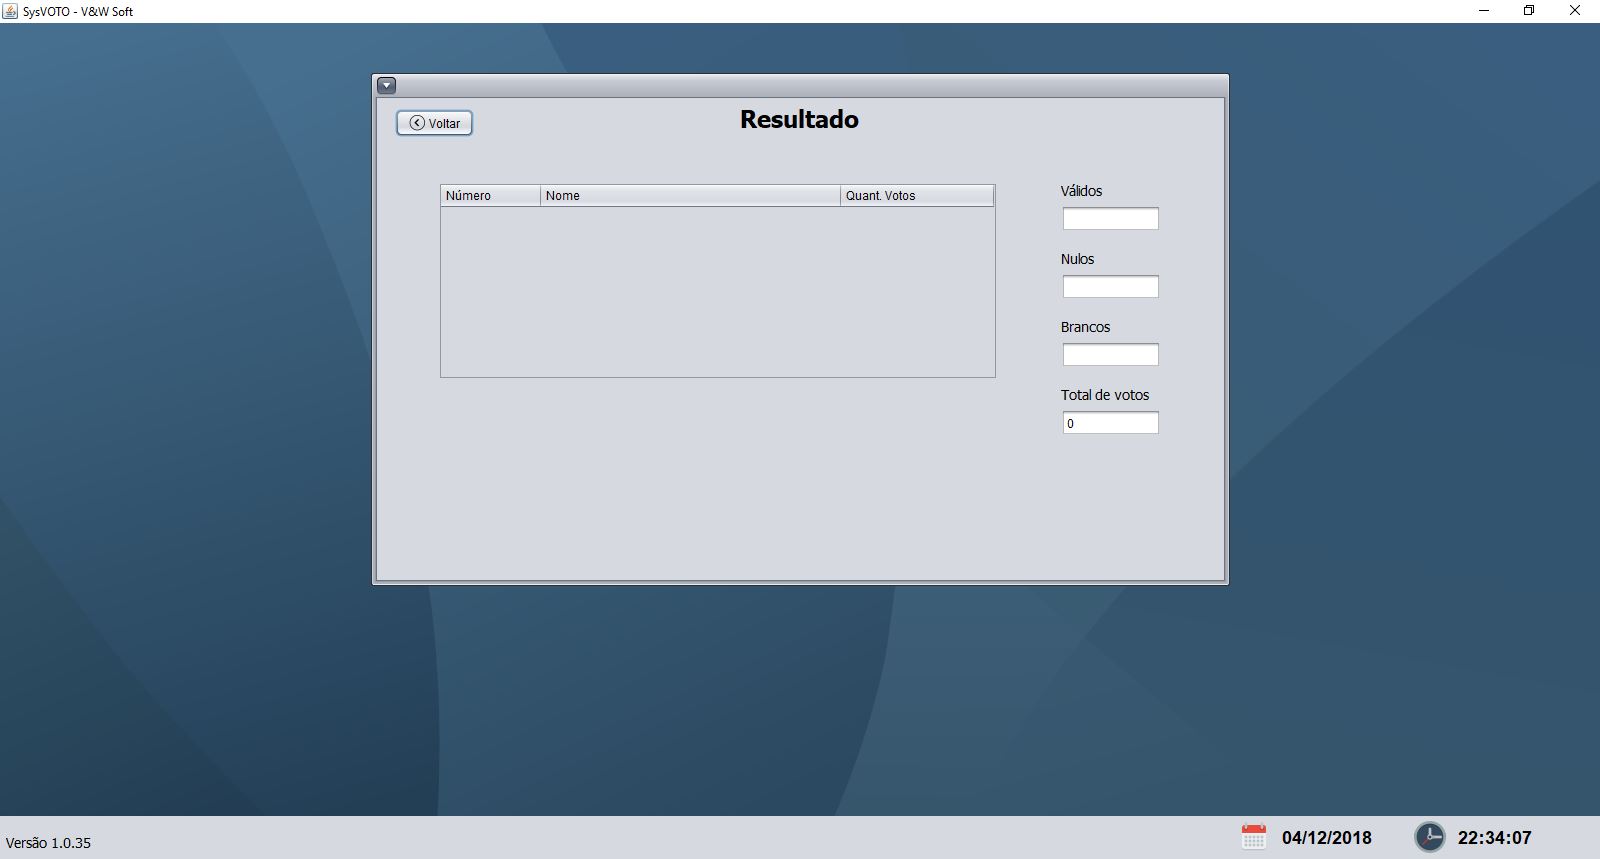 SysVOTO - V&W Soft
Voltar
Resultado
Número Nome Quant. Votos
Válidos
Nulos
Brancos
Total de votos
0
Versão 1.0.35
04/12/2018
22:34:07